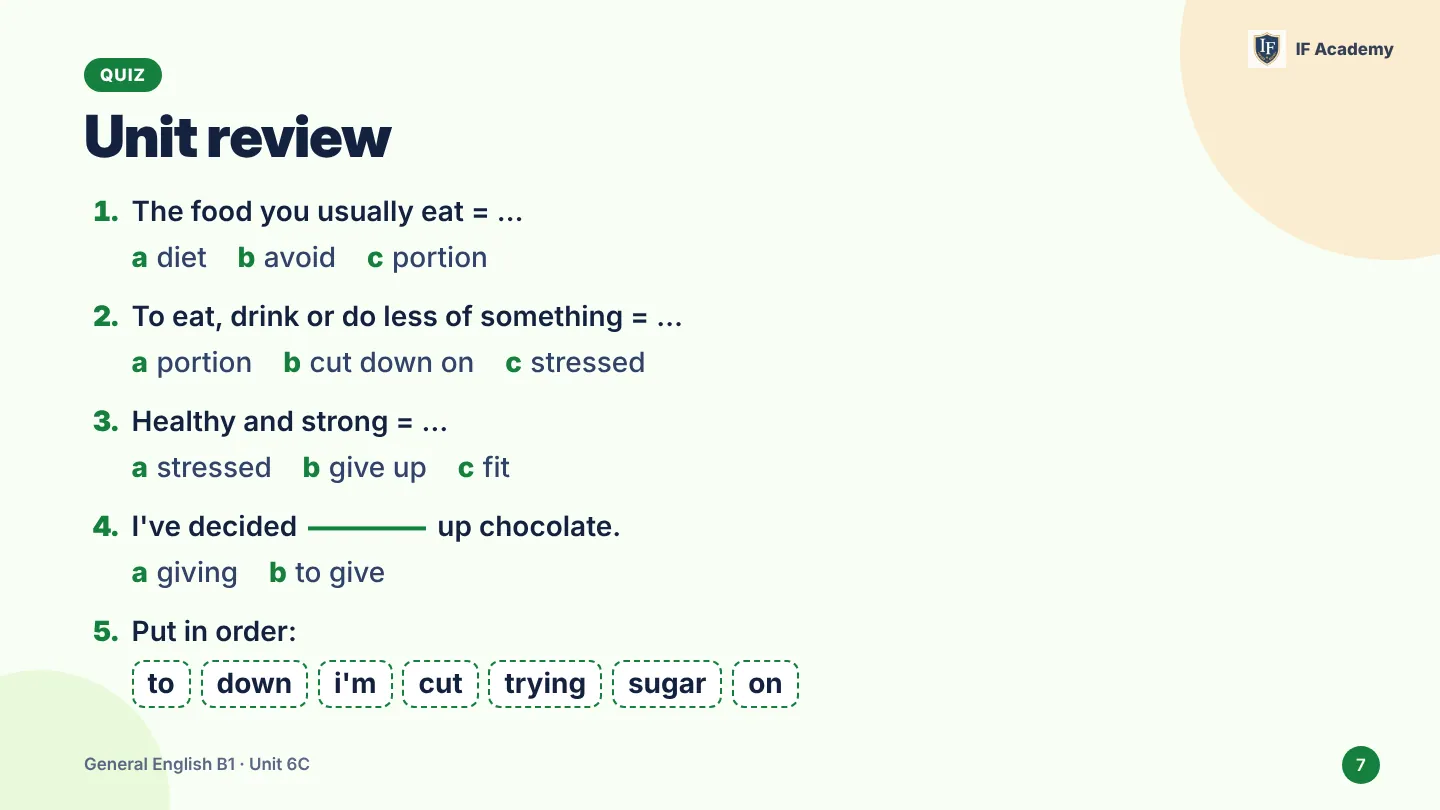 QUIZ
IF Academy
Unit review
1. The food you usually eat = ...
a diet b avoid c portion
2. To eat, drink or do less of something = ...
a portion b cut down on c stressed
3. Healthy and strong = ...
a stressed b give up c fit
4. I've decided ______ up chocolate.
a giving b to give
5. Put in order:
to down i'm cut trying sugar on
General English B1 · Unit 6C
7